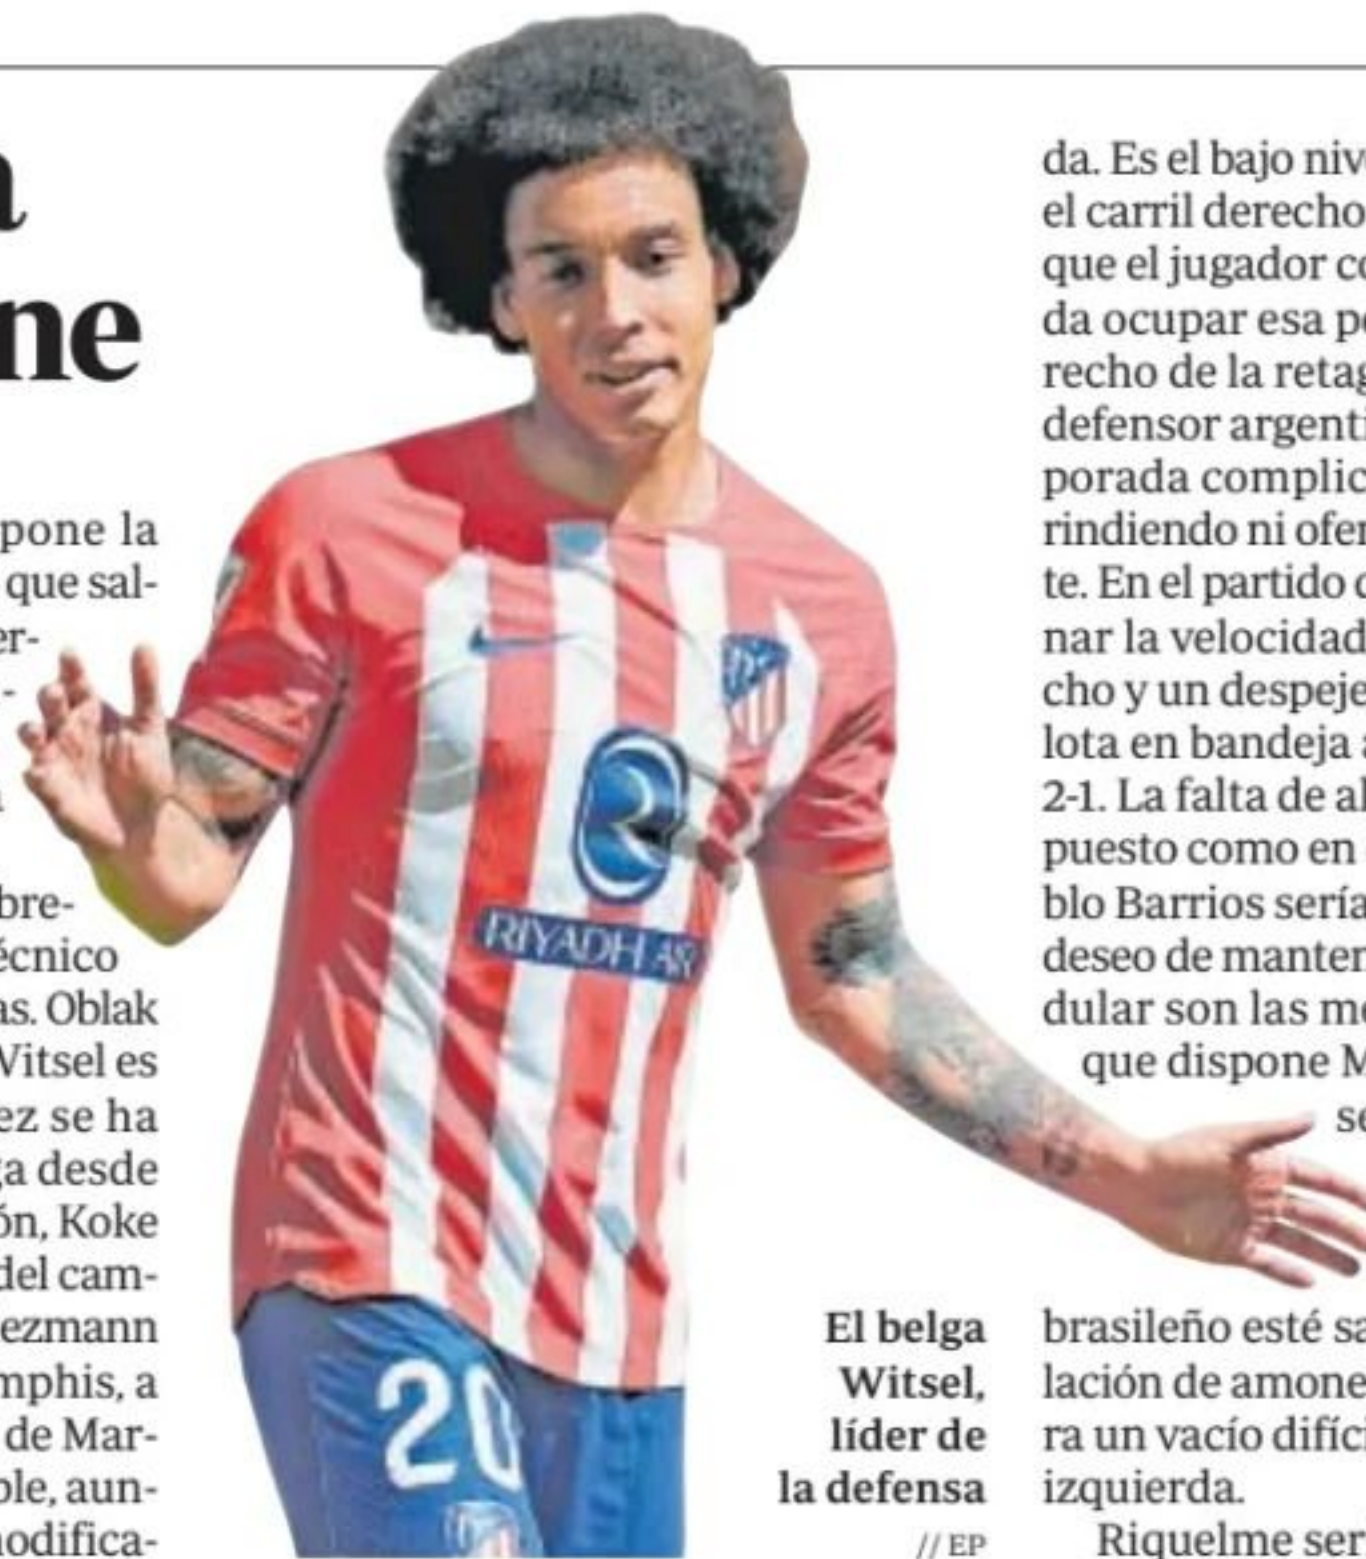 a
ne
pone la
que sal-
er-
-
bre-
écnico
as. Oblak
Witsel es
ez se ha
ga desde
ón, Koke
del cam-
ezmann
mphis, a
de Mar-
ble, aun-
nodifica-
RIYADH AIR
20
El belga
Witsel,
líder de
la defensa
// EP
da. Es el bajo nive
el carril derecho
que el jugador co
da ocupar esa po
recho de la retag
defensor argenti
porada complic
rindiendo ni ofen
te. En el partido d
nar la velocidad
cho y un despeje
lota en bandeja a
2-1. La falta de al
puesto como en
blo Barrios sería
deseo de manten
dular son las me
que dispone M
se
brasileño esté sa
lación de amone
ra un vacío difíci
izquierda.
Riquelme ser